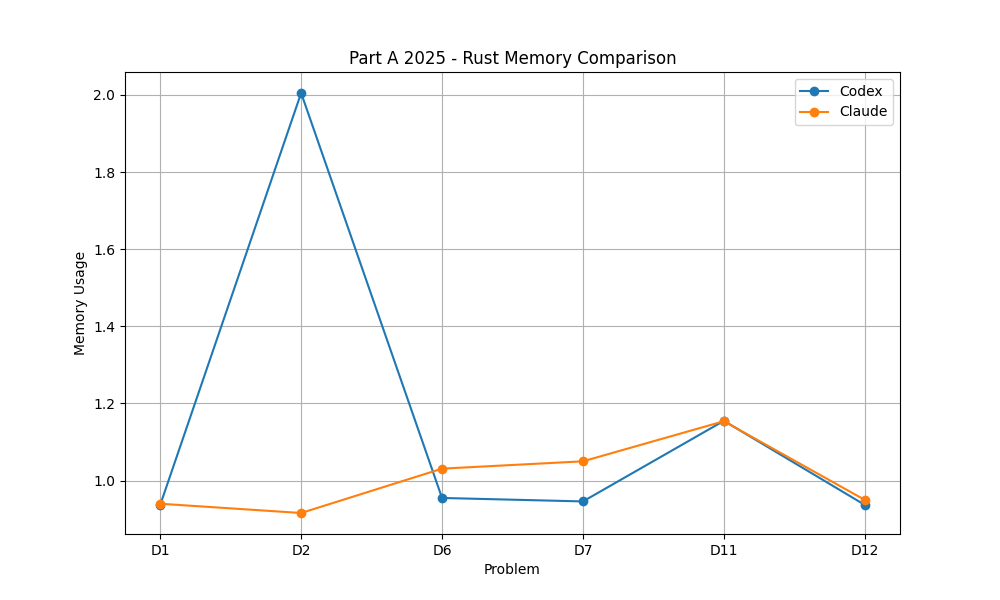 Part A 2025 - Rust Memory Comparison
Codex
Claude
Memory Usage
2.0
1.8
1.6
1.4
1.2
1.0
D1 D2 D6 D7 D11 D12
Problem